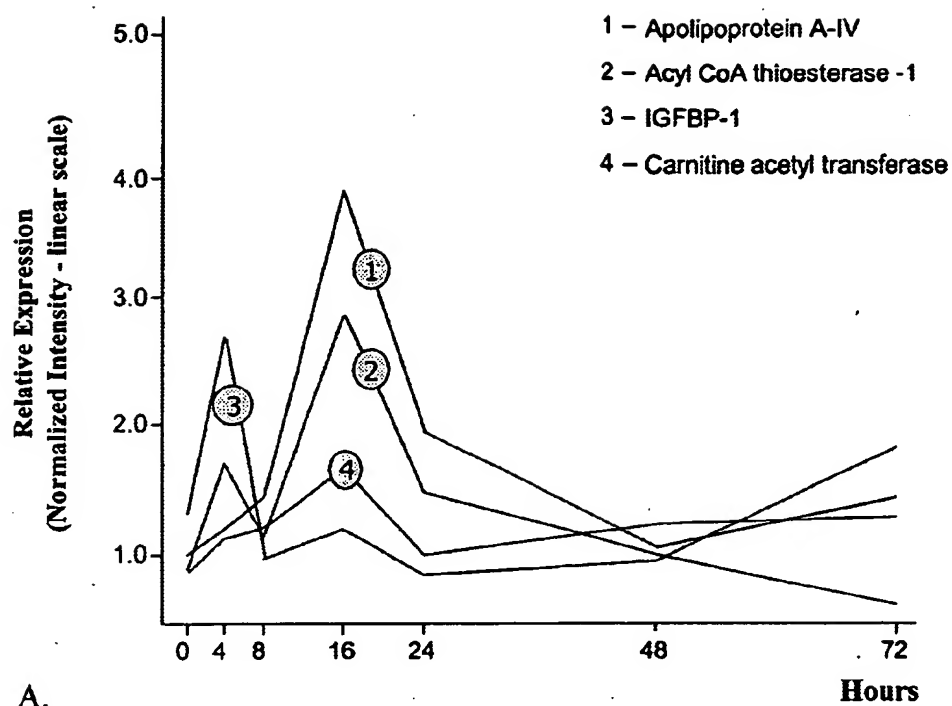 1 – Apolipoprotein A-IV
2 – Acyl CoA thioesterase -1
3 – IGFBP-1
4 – Carnitine acetyl transferase
Relative Expression
(Normalized Intensity - linear scale)
5.0
4.0
3.0
2.0
1.0
1
2
3
4
0 4 8 16 24 48 72
Hours
A.